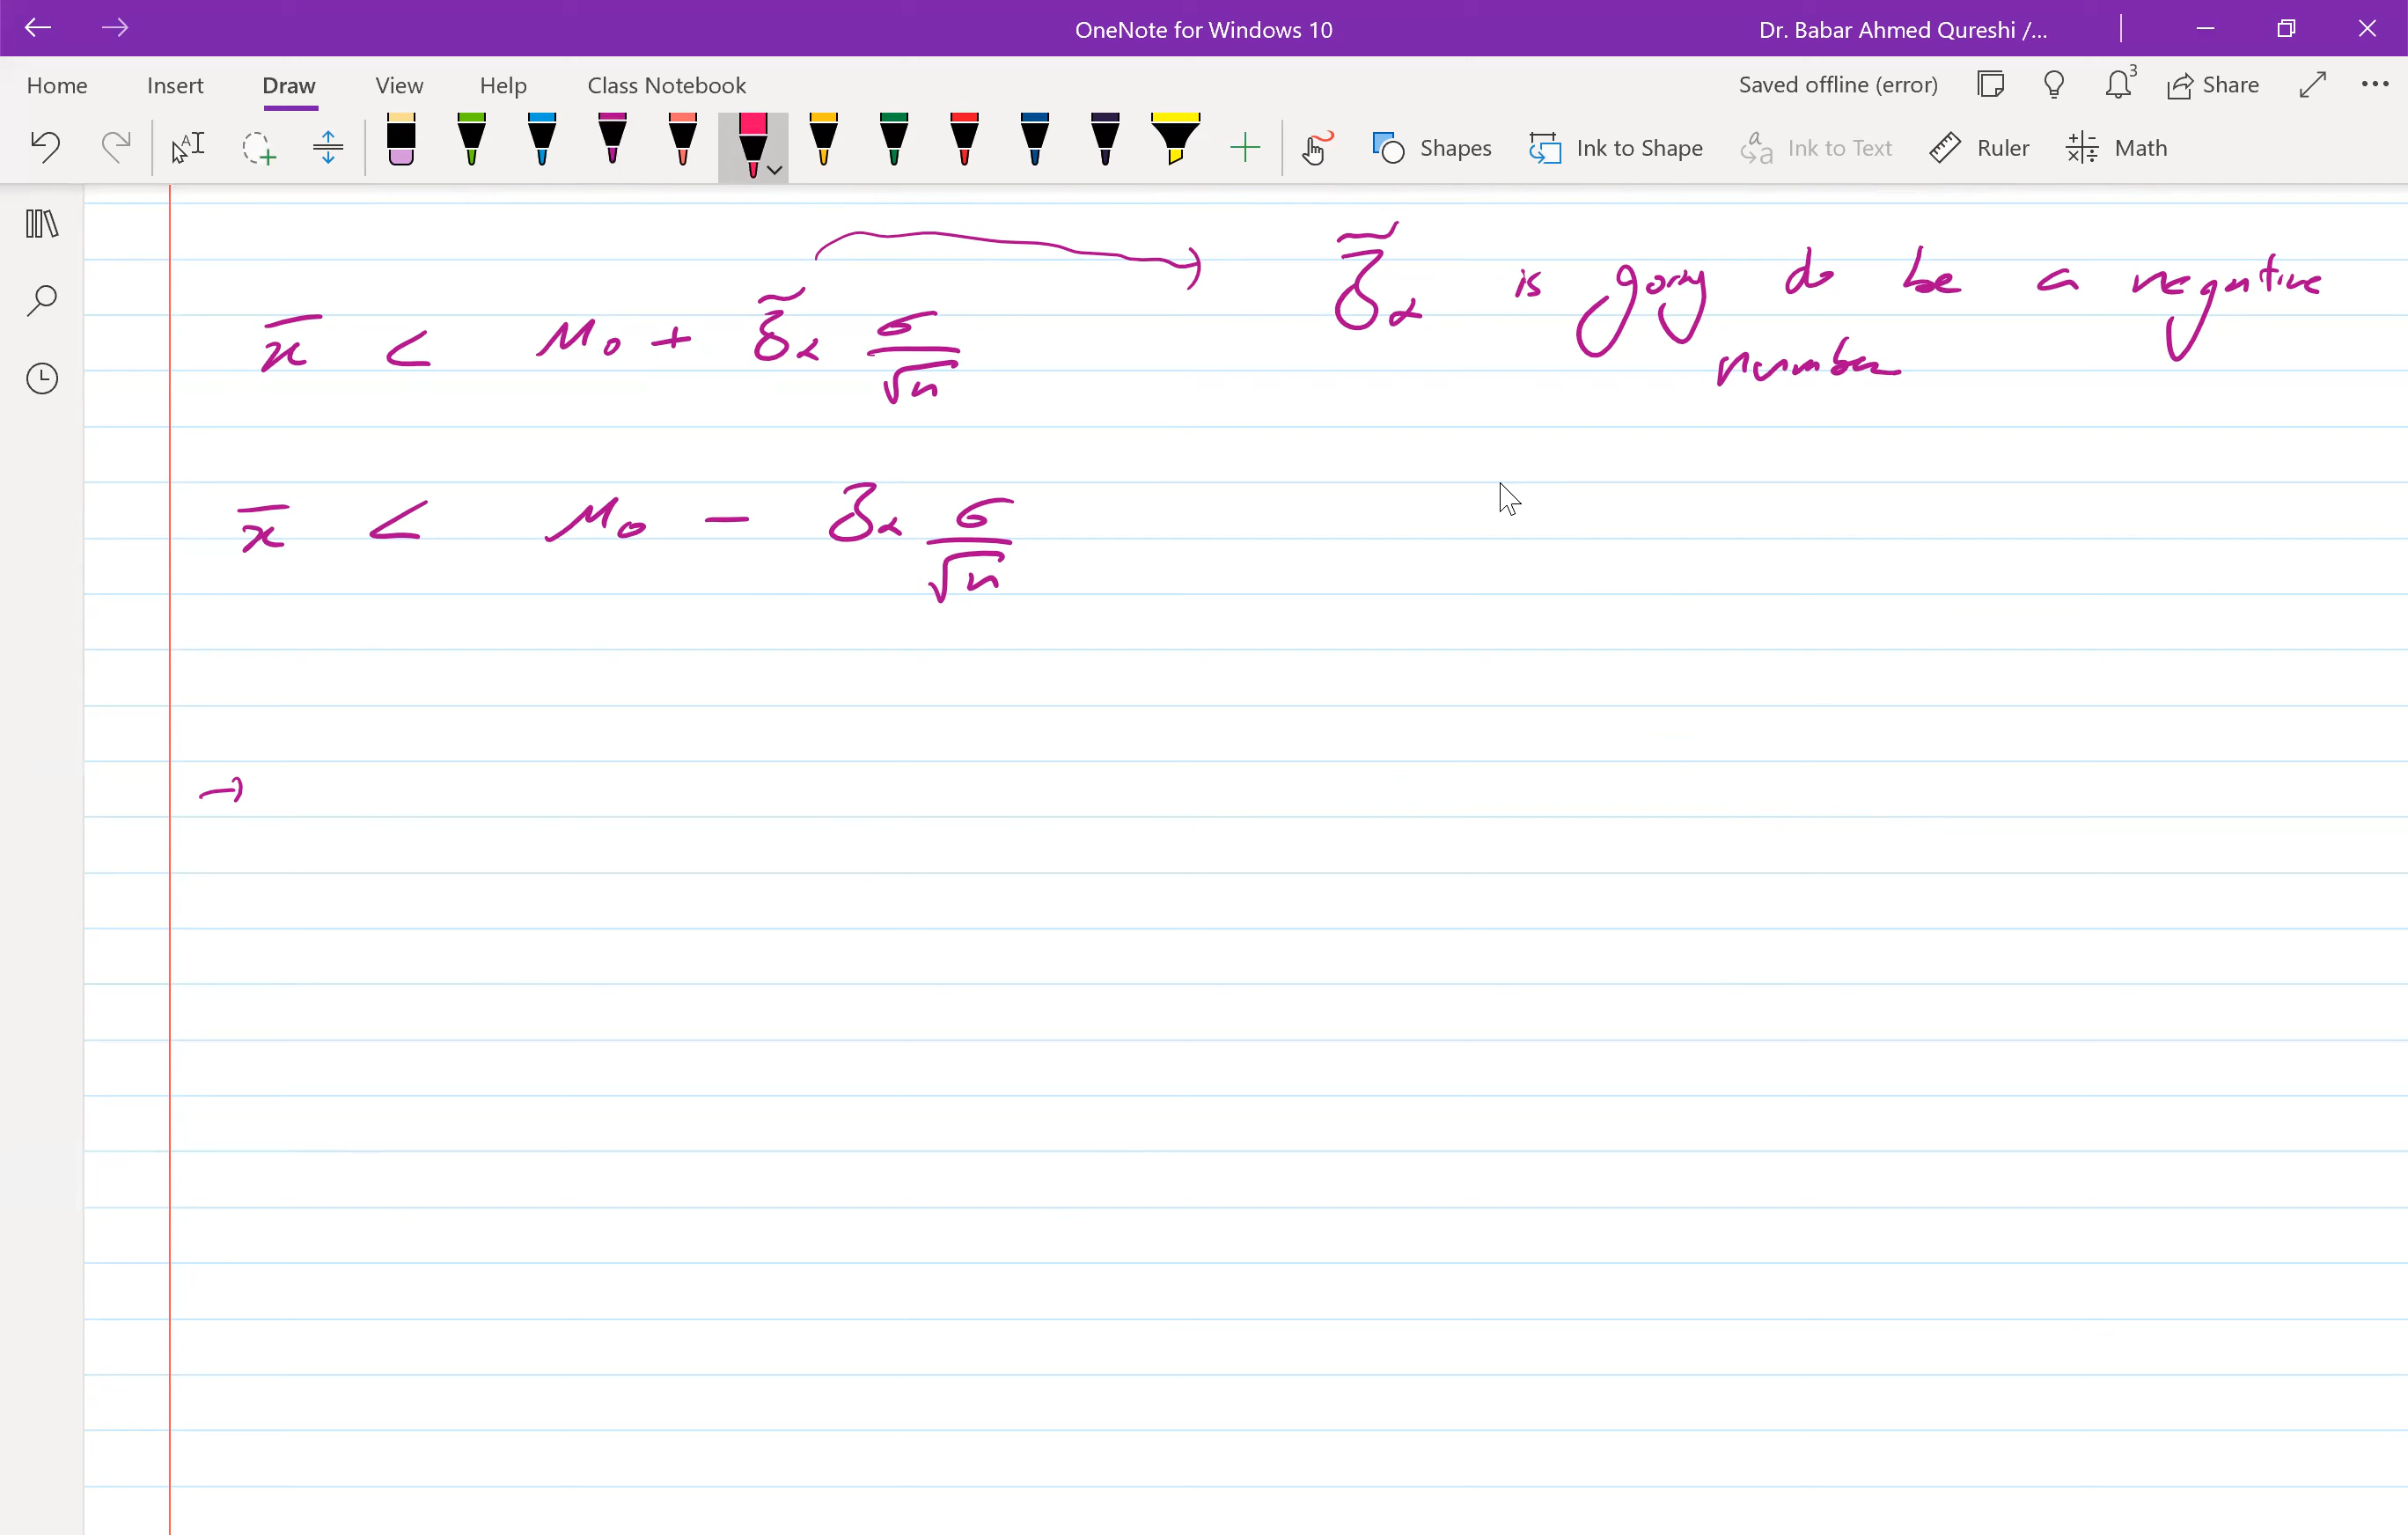 OneNote for Windows 10 Dr. Babar Ahmed Qureshi /...
Home Insert Draw View Help Class Notebook Saved offline (error) 3 Share
Shapes Ink to Shape Ink to Text Ruler Math
x̄ < μ₀ + z̃α σ/√n z̃α is going to be a negative
number
x̄ < μ₀ − zα σ/√n
→